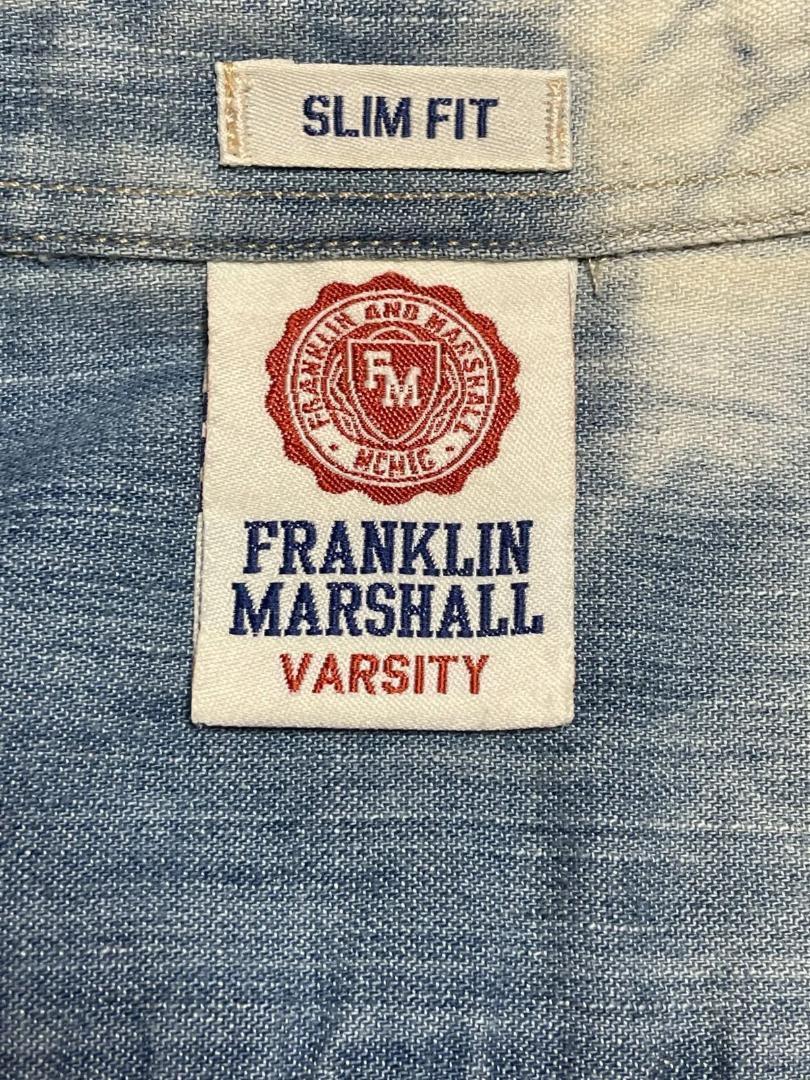 SLIM FIT
FRANKLIN AND MARSHALL
FM
MCMIC
FRANKLIN
MARSHALL
VARSITY